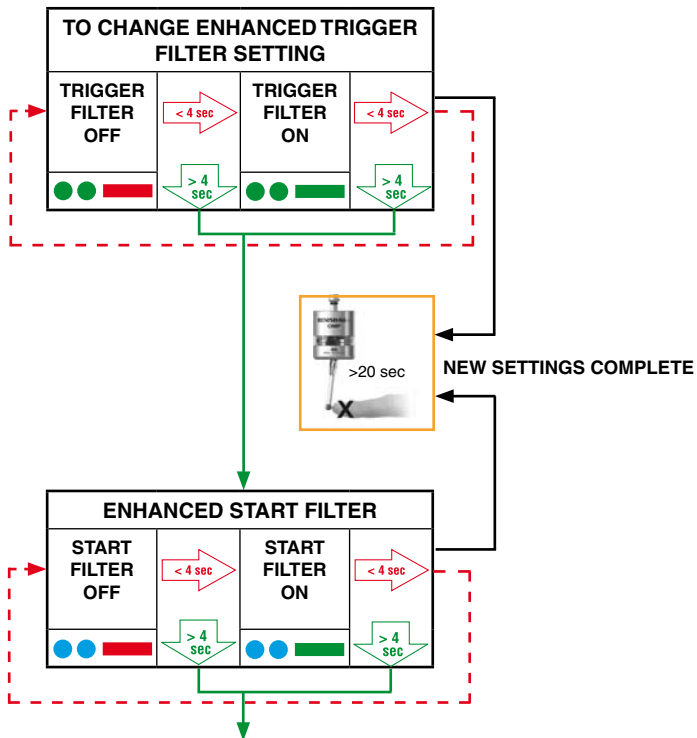 TO CHANGE ENHANCED TRIGGER
FILTER SETTING
TRIGGER
FILTER
OFF
< 4 sec
TRIGGER
FILTER
ON
< 4 sec
> 4
sec
> 4
sec
>20 sec
X
NEW SETTINGS COMPLETE
ENHANCED START FILTER
START
FILTER
OFF
< 4 sec
START
FILTER
ON
< 4 sec
> 4
sec
> 4
sec